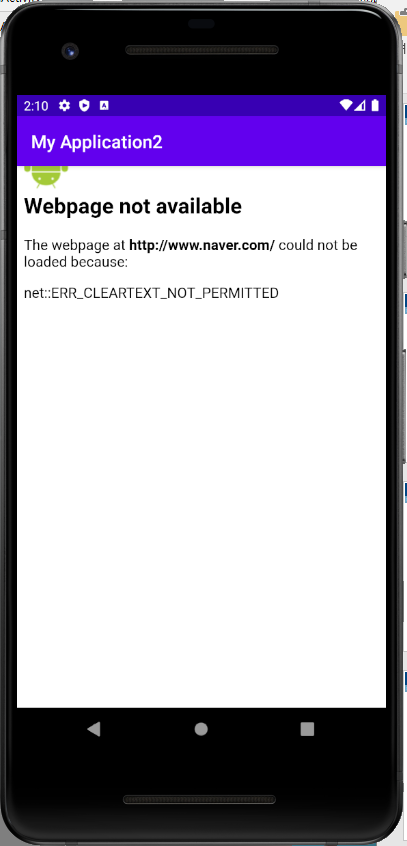 2:10
My Application2
Webpage not available
The webpage at http://www.naver.com/ could not be
loaded because:
net::ERR_CLEARTEXT_NOT_PERMITTED